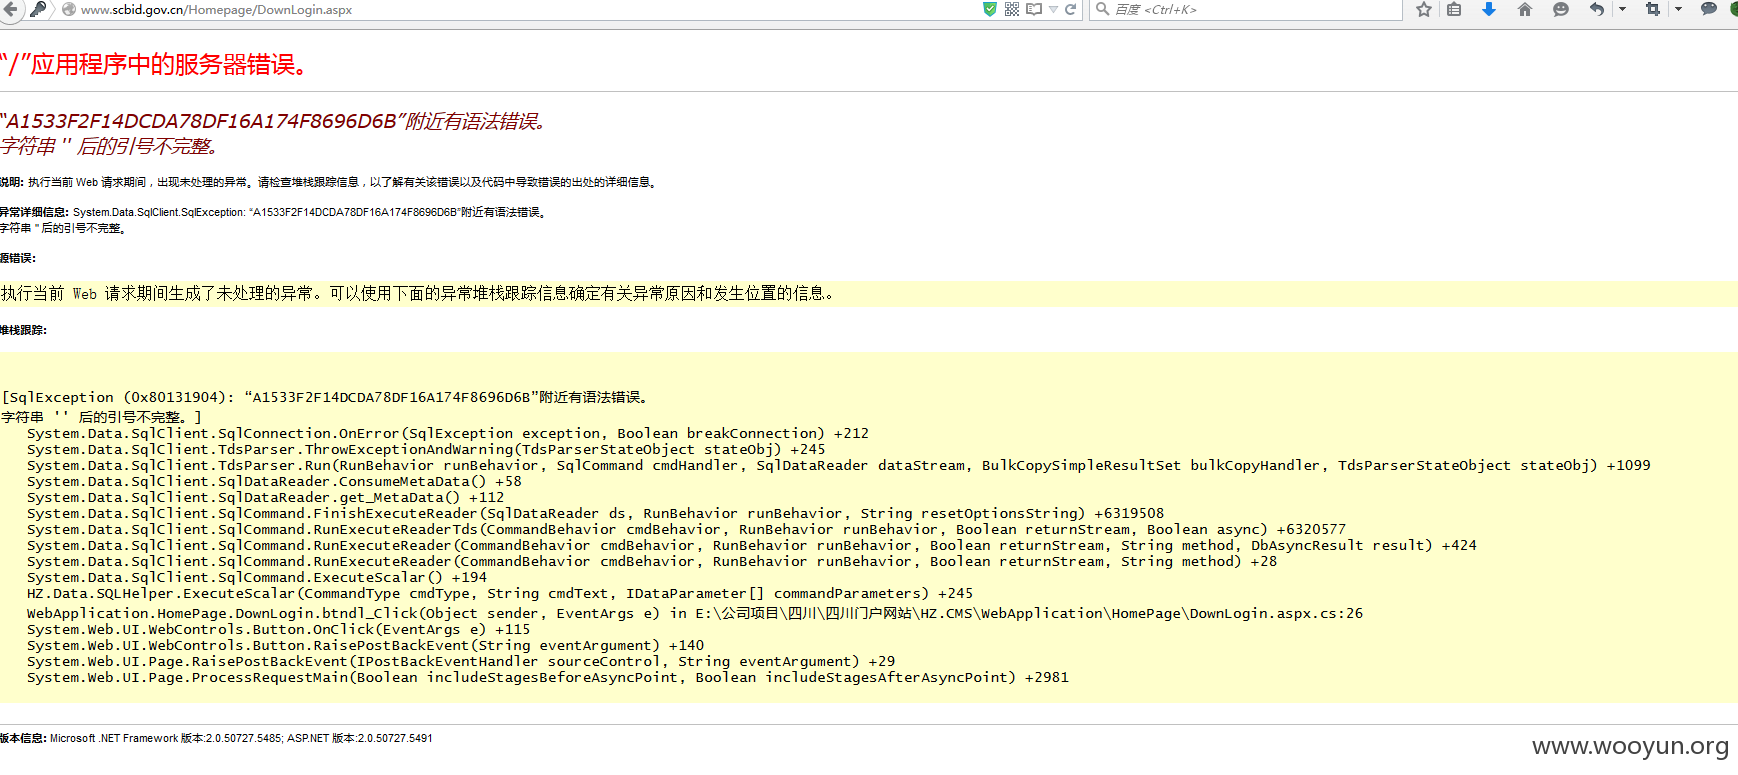 www.scbid.gov.cn/Homepage/DownLogin.aspx
百度 <Ctrl+K>
“/”应用程序中的服务器错误。
“A1533F2F14DCDA78DF16A174F8696D6B”附近有语法错误。
字符串 '' 后的引号不完整。
说明: 执行当前 Web 请求期间，出现未处理的异常。请检查堆栈跟踪信息，以了解有关该错误以及代码中导致错误的出处的详细信息。
异常详细信息: System.Data.SqlClient.SqlException: “A1533F2F14DCDA78DF16A174F8696D6B”附近有语法错误。
字符串 '' 后的引号不完整。
源错误:
执行当前 Web 请求期间生成了未处理的异常。可以使用下面的异常堆栈跟踪信息确定有关异常原因和发生位置的信息。
堆栈跟踪:
[SqlException (0x80131904): “A1533F2F14DCDA78DF16A174F8696D6B”附近有语法错误。
字符串 '' 后的引号不完整。]
System.Data.SqlClient.SqlConnection.OnError(SqlException exception, Boolean breakConnection) +212
System.Data.SqlClient.TdsParser.ThrowExceptionAndWarning(TdsParserStateObject stateObj) +245
System.Data.SqlClient.TdsParser.Run(RunBehavior runBehavior, SqlCommand cmdHandler, SqlDataReader dataStream, BulkCopySimpleResultSet bulkCopyHandler, TdsParserStateObject stateObj) +1099
System.Data.SqlClient.SqlDataReader.ConsumeMetaData() +58
System.Data.SqlClient.SqlDataReader.get_MetaData() +112
System.Data.SqlClient.SqlCommand.FinishExecuteReader(SqlDataReader ds, RunBehavior runBehavior, String resetOptionsString) +6319508
System.Data.SqlClient.SqlCommand.RunExecuteReaderTds(CommandBehavior cmdBehavior, RunBehavior runBehavior, Boolean returnStream, Boolean async) +6320577
System.Data.SqlClient.SqlCommand.RunExecuteReader(CommandBehavior cmdBehavior, RunBehavior runBehavior, Boolean returnStream, String method, DbAsyncResult result) +424
System.Data.SqlClient.SqlCommand.RunExecuteReader(CommandBehavior cmdBehavior, RunBehavior runBehavior, Boolean returnStream, String method) +28
System.Data.SqlClient.SqlCommand.ExecuteScalar() +194
HZ.Data.SQLHelper.ExecuteScalar(CommandType cmdType, String cmdText, IDataParameter[] commandParameters) +245
WebApplication.HomePage.DownLogin.btndl_Click(Object sender, EventArgs e) in E:\公司项目\四川\四川门户网站\HZ.CMS\WebApplication\HomePage\DownLogin.aspx.cs:26
System.Web.UI.WebControls.Button.OnClick(EventArgs e) +115
System.Web.UI.WebControls.Button.RaisePostBackEvent(String eventArgument) +140
System.Web.UI.Page.RaisePostBackEvent(IPostBackEventHandler sourceControl, String eventArgument) +29
System.Web.UI.Page.ProcessRequestMain(Boolean includeStagesBeforeAsyncPoint, Boolean includeStagesAfterAsyncPoint) +2981
版本信息: Microsoft .NET Framework 版本:2.0.50727.5485; ASP.NET 版本:2.0.50727.5491
www.wooyun.org